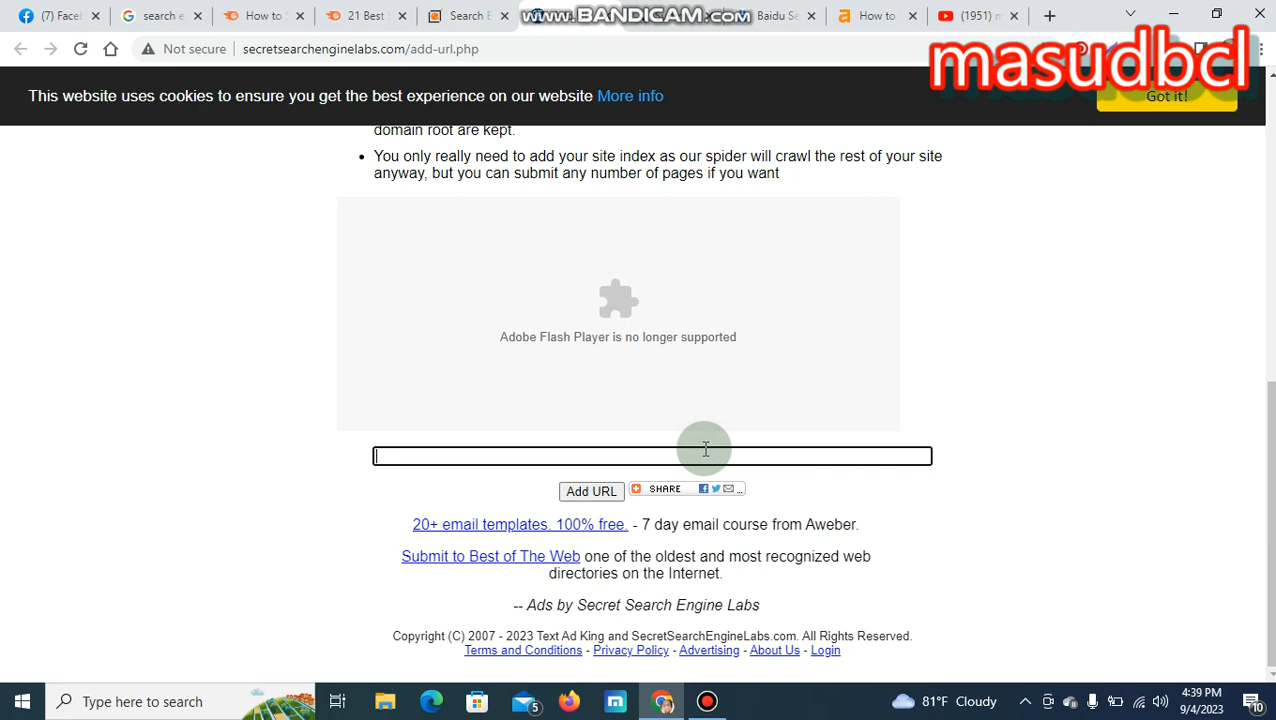 (7) Face
search e
How to S
21 Best S
Search E
www.BANDICAM.com
Baidu Se
How to
(1951) m
Not secure
secretsearchenginelabs.com/add-url.php
masudbcl
This website uses cookies to ensure you get the best experience on our website More info
Got it!
domain root are kept.
• You only really need to add your site index as our spider will crawl the rest of your site
anyway, but you can submit any number of pages if you want
Adobe Flash Player is no longer supported
Add URL
SHARE
...
20+ email templates. 100% free. - 7 day email course from Aweber.
Submit to Best of The Web one of the oldest and most recognized web
directories on the Internet.
-- Ads by Secret Search Engine Labs
Copyright (C) 2007 - 2023 Text Ad King and SecretSearchEngineLabs.com. All Rights Reserved.
Terms and Conditions - Privacy Policy - Advertising - About Us - Login
Type here to search
5
81°F Cloudy
4:39 PM
9/4/2023
10